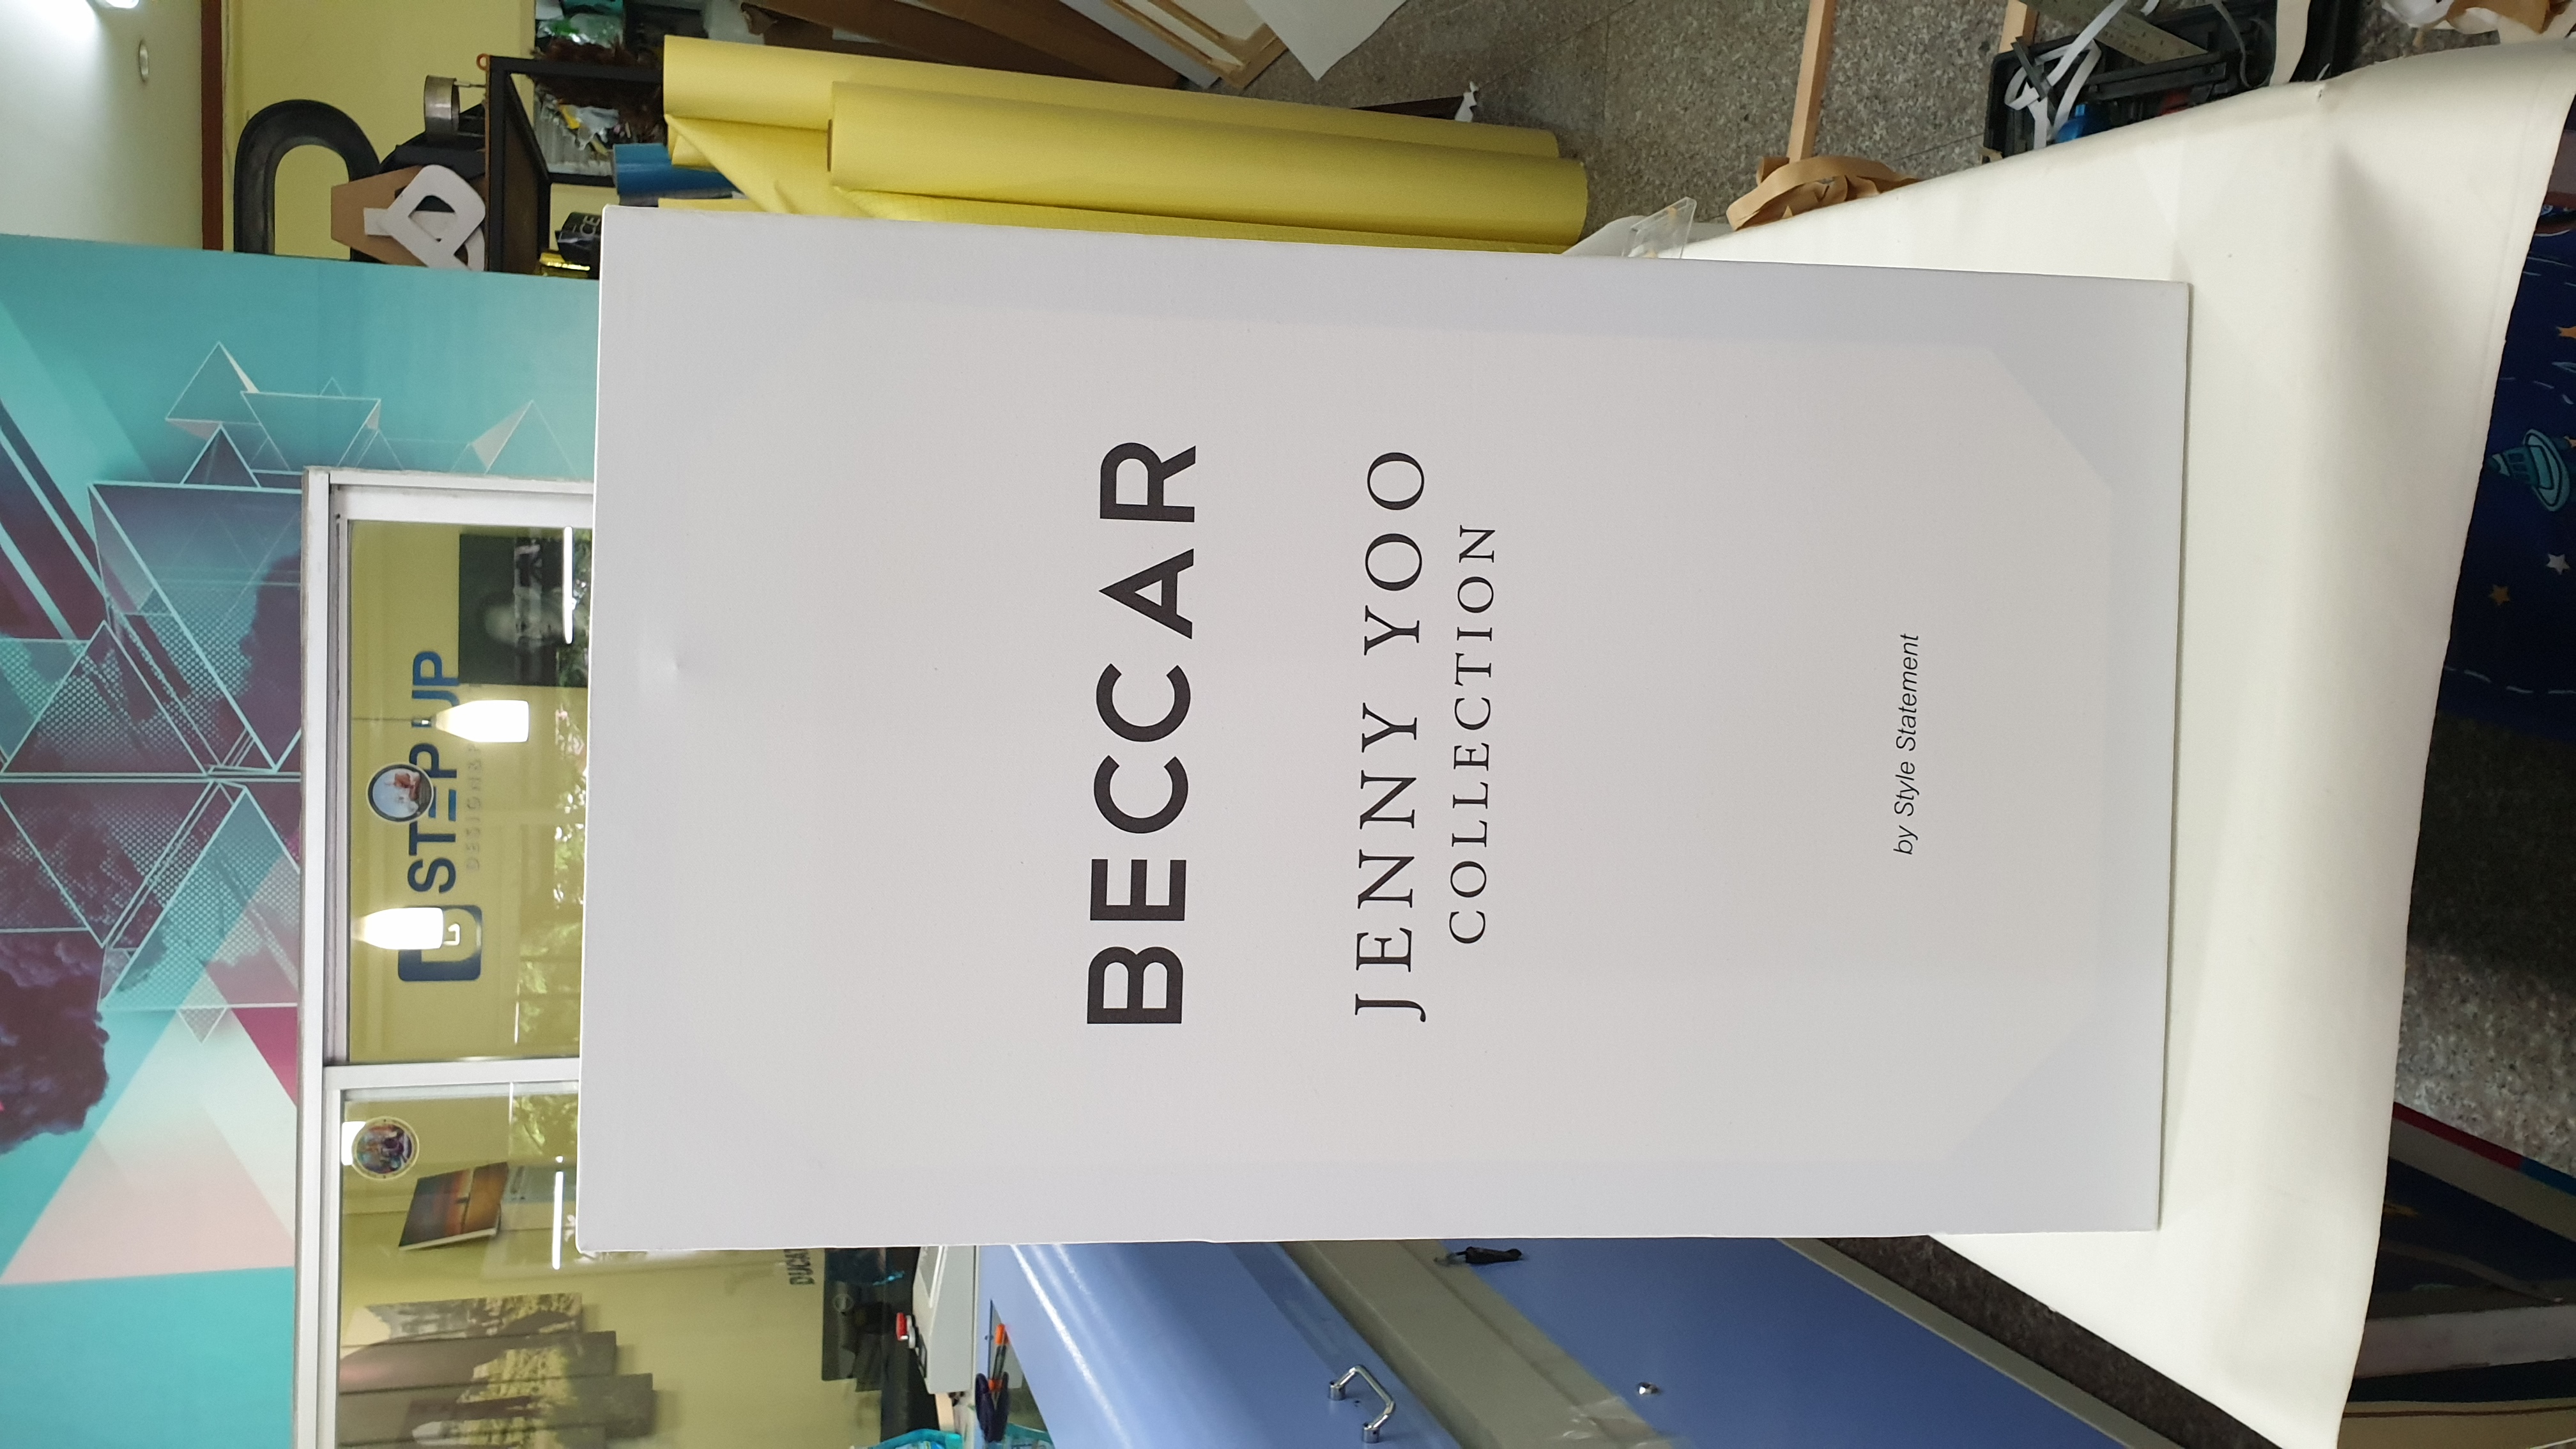 BECCAR
JENNY YOO
COLLECTION
by Style Statement
STEP UP